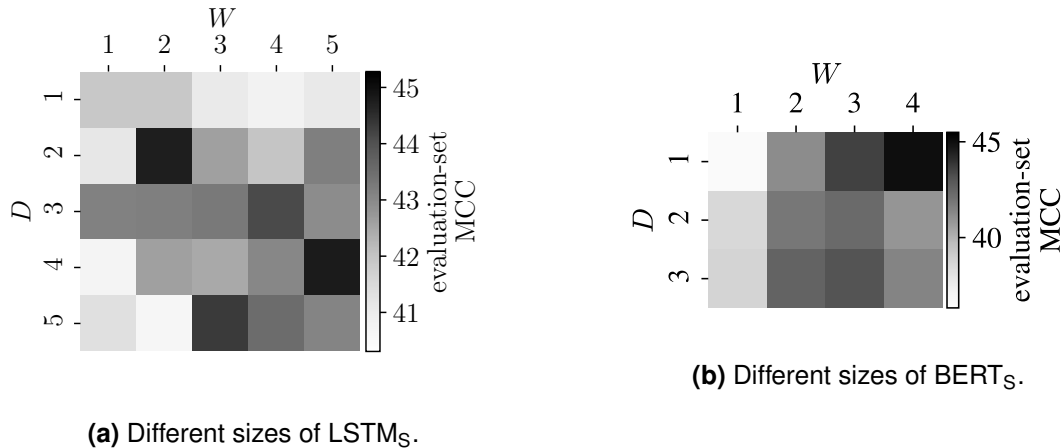 W
1 2 3 4 5
D
1
2
3
4
5
45
44
43
42
41
evaluation-set
MCC
(a) Different sizes of LSTMS.
W
1 2 3 4
D
1
2
3
45
40
evaluation-set
MCC
(b) Different sizes of BERTS.